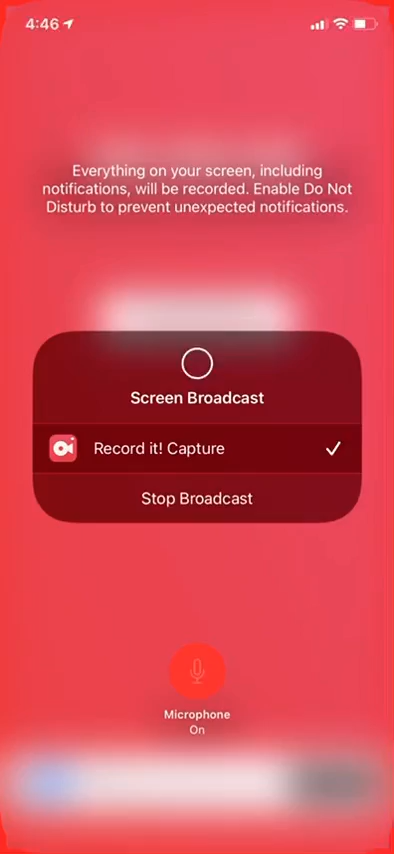 4:46
Everything on your screen, including
notifications, will be recorded. Enable Do Not
Disturb to prevent unexpected notifications.
Screen Broadcast
Record it! Capture
Stop Broadcast
Microphone
On